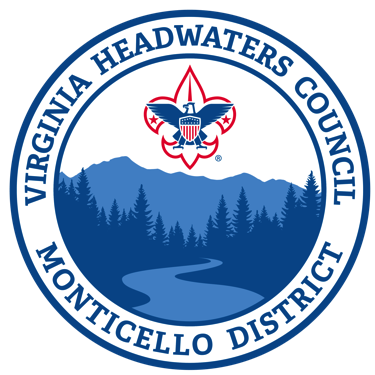 VIRGINIA HEADWATERS COUNCIL
®
MONTICELLO DISTRICT